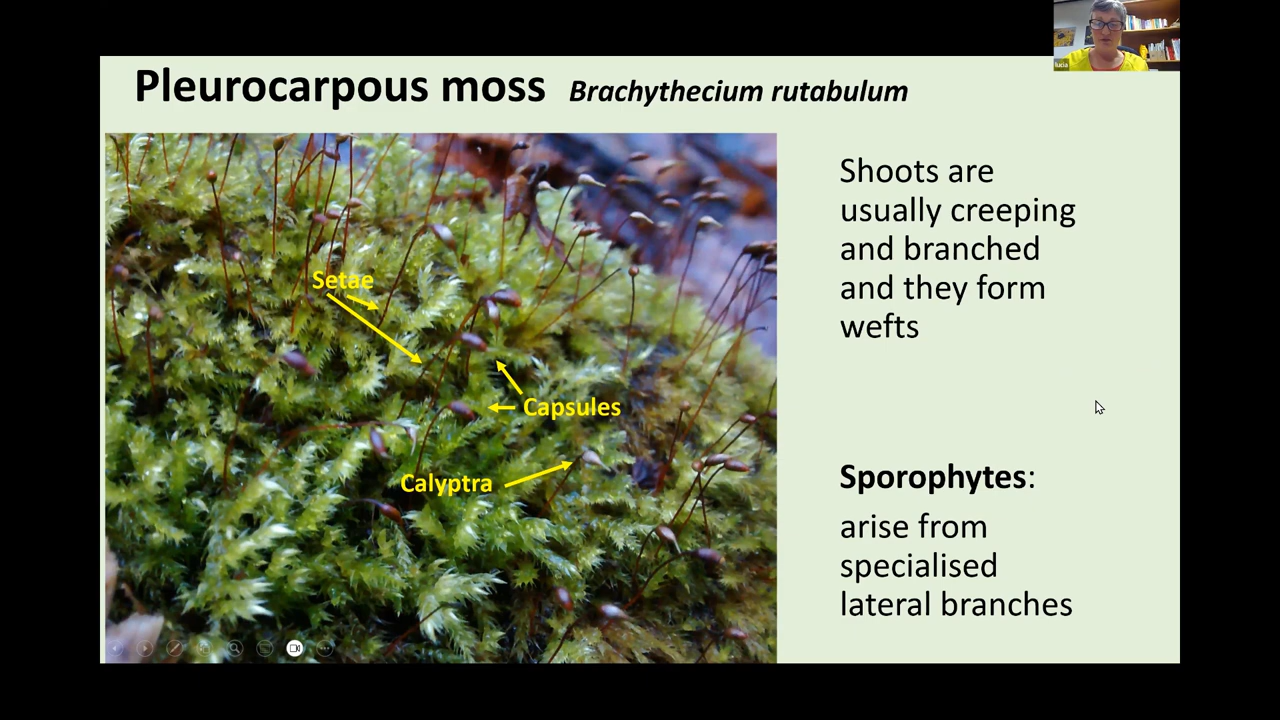 lucia
Pleurocarpous moss Brachythecium rutabulum
Setae
Capsules
Calyptra
Shoots are
usually creeping
and branched
and they form
wefts
Sporophytes:
arise from
specialised
lateral branches